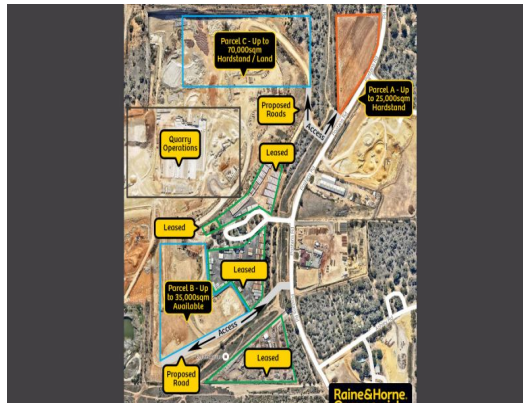 Parcel C - Up to
70,000sqm
Hardstand / Land
Parcel A - Up
to 25,000sqm
Hardstand
Proposed
Roads
Access
Quarry
Operations
Leased
Leased
Leased
Parcel B - Up
to 35,000sqm
Available
Access
Leased
Proposed
Road
Raine&Horne.